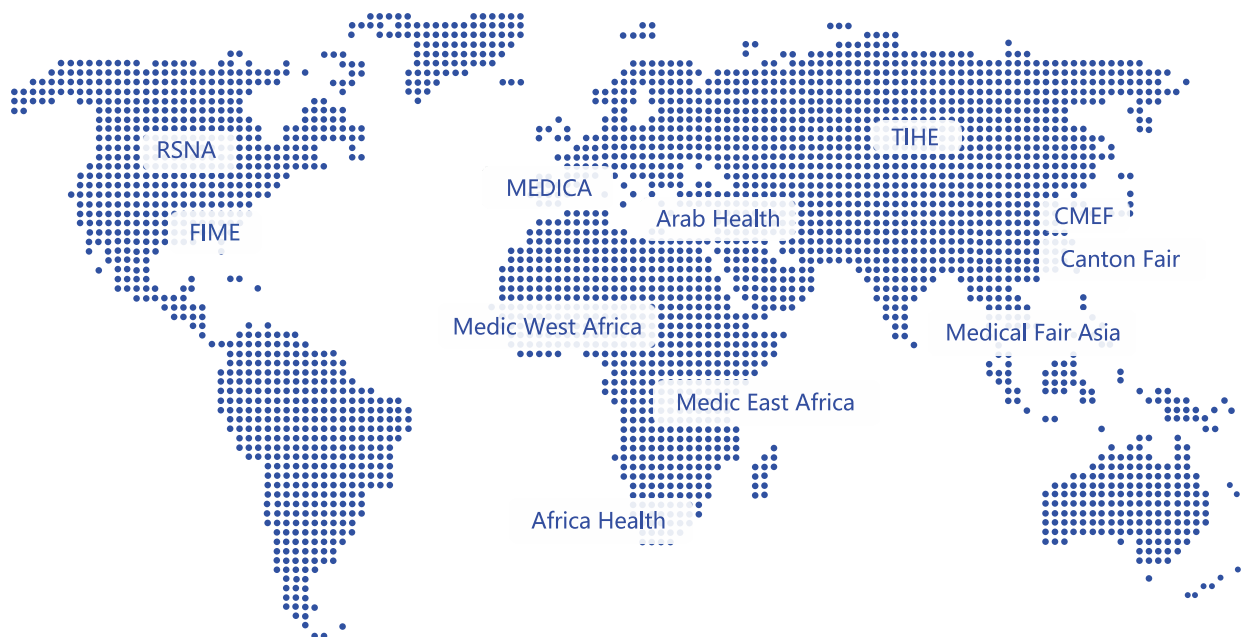 TIHE
RSNA
MEDICA
CMEF
Arab Health
FIME
Canton Fair
Medic West Africa
Medical Fair Asia
Medic East Africa
Africa Health